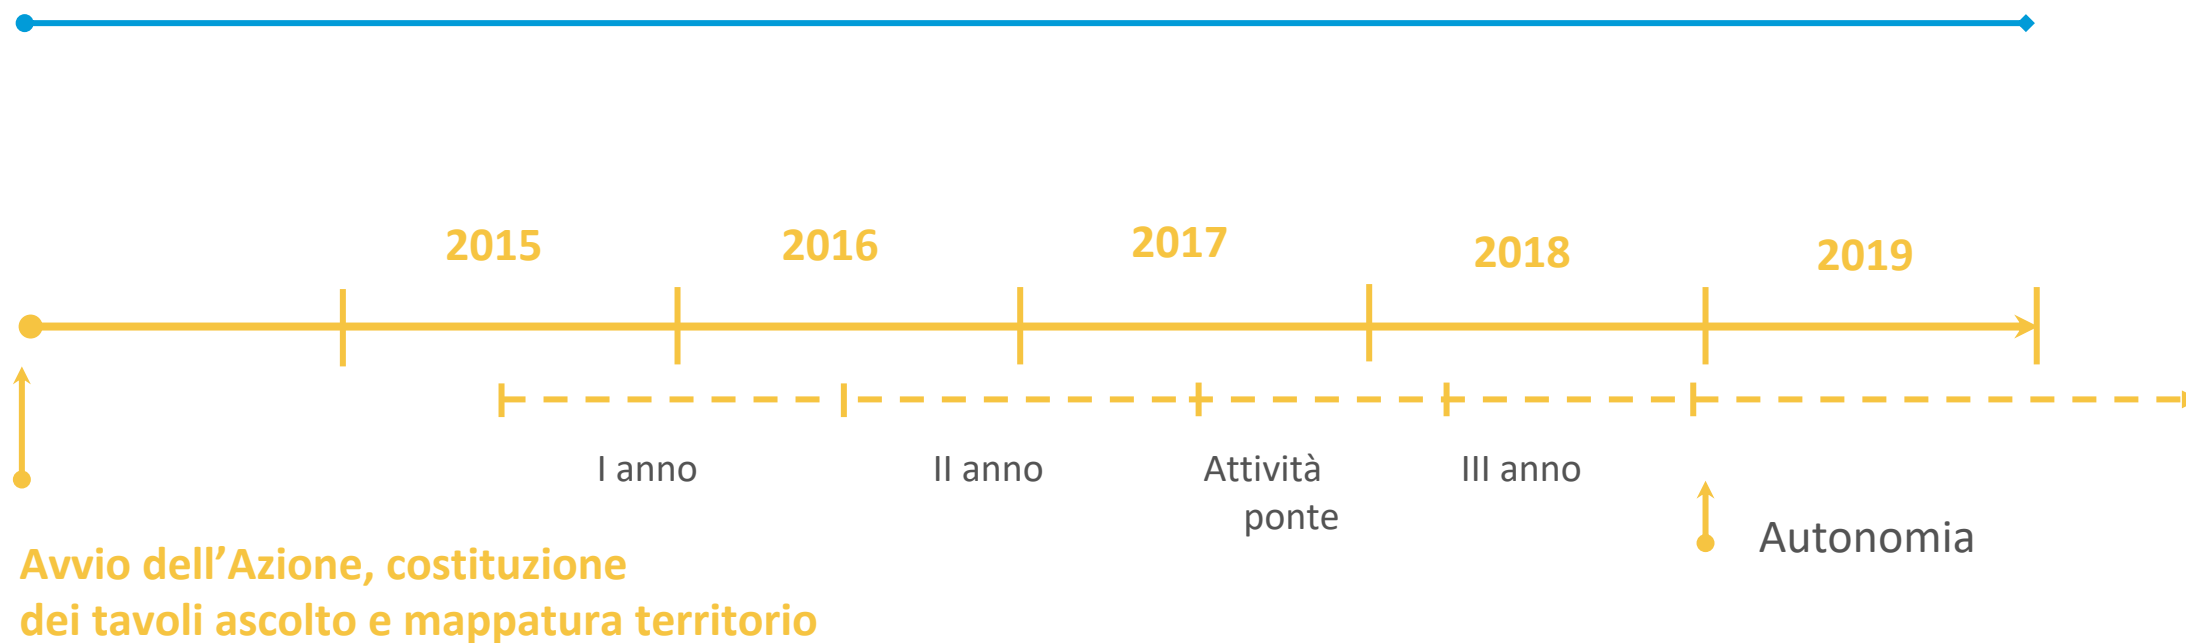 2015
2016
2017
2018
2019
I anno
II anno
Attività
ponte
III anno
Autonomia
Avvio dell’Azione, costituzione
dei tavoli ascolto e mappatura territorio